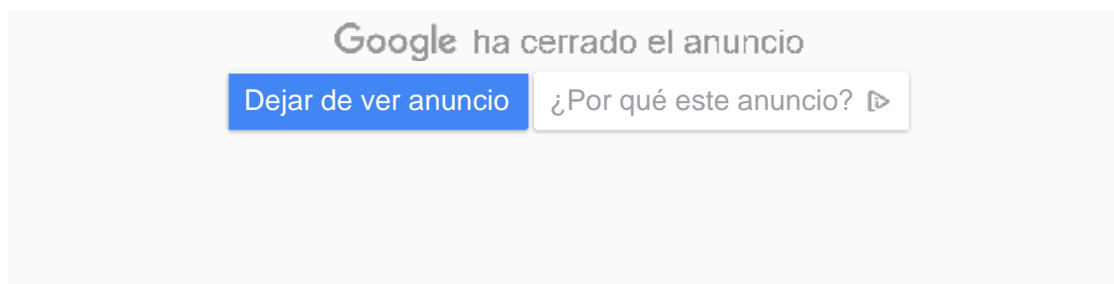 Google ha cerrado el anuncio
Dejar de ver anuncio ¿Por qué este anuncio?